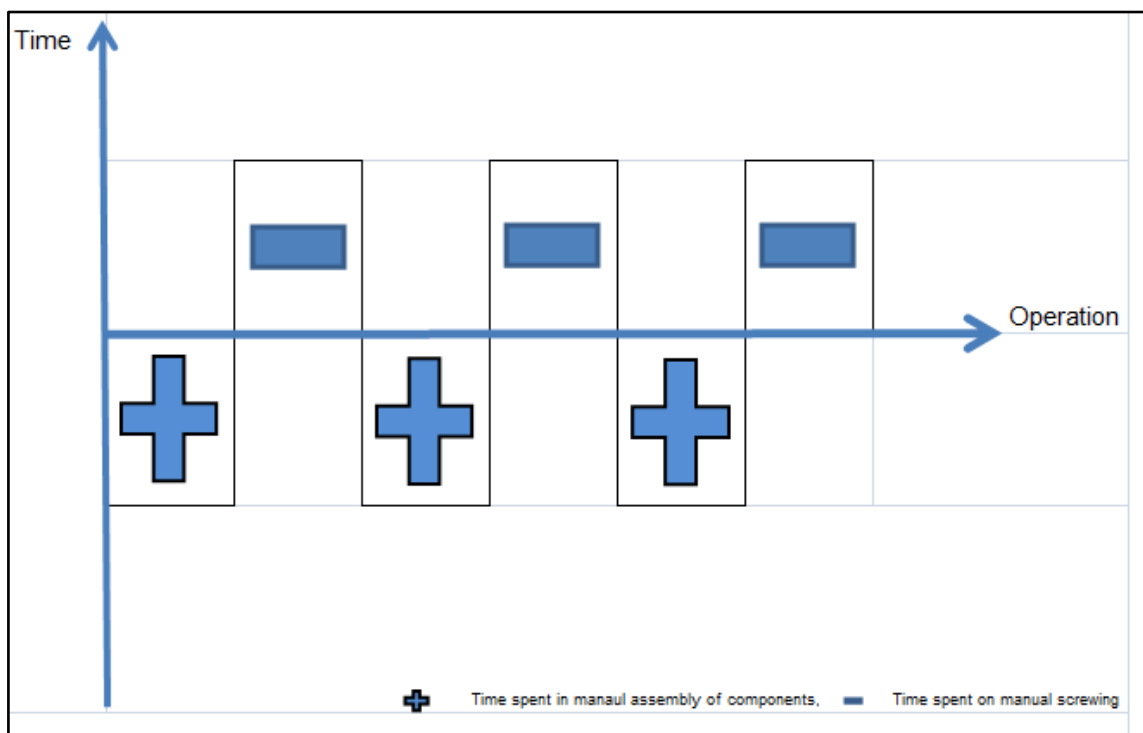 Time
Operation
Time spent in manaul assembly of components, Time spent on manual screwing